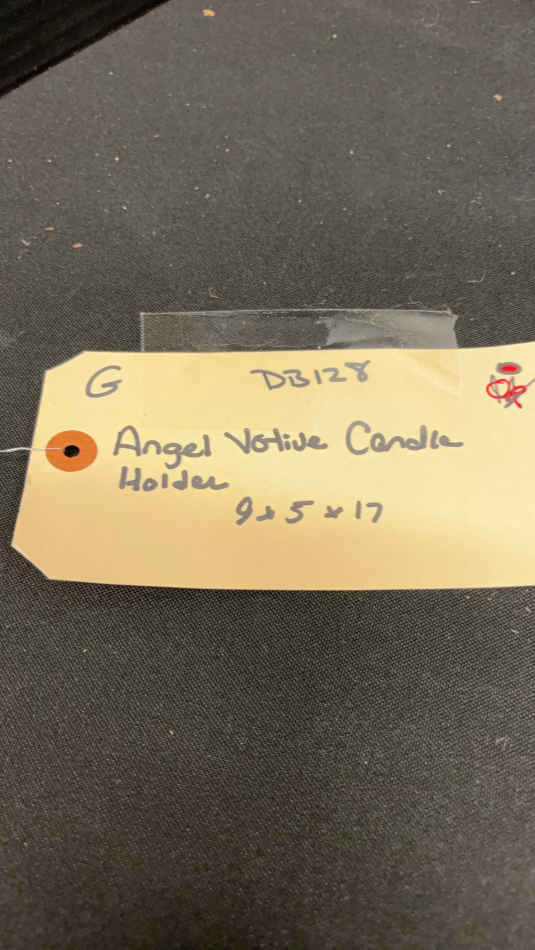 G DB128
Angel Votive Candle
Holder
9 x 5 x 17